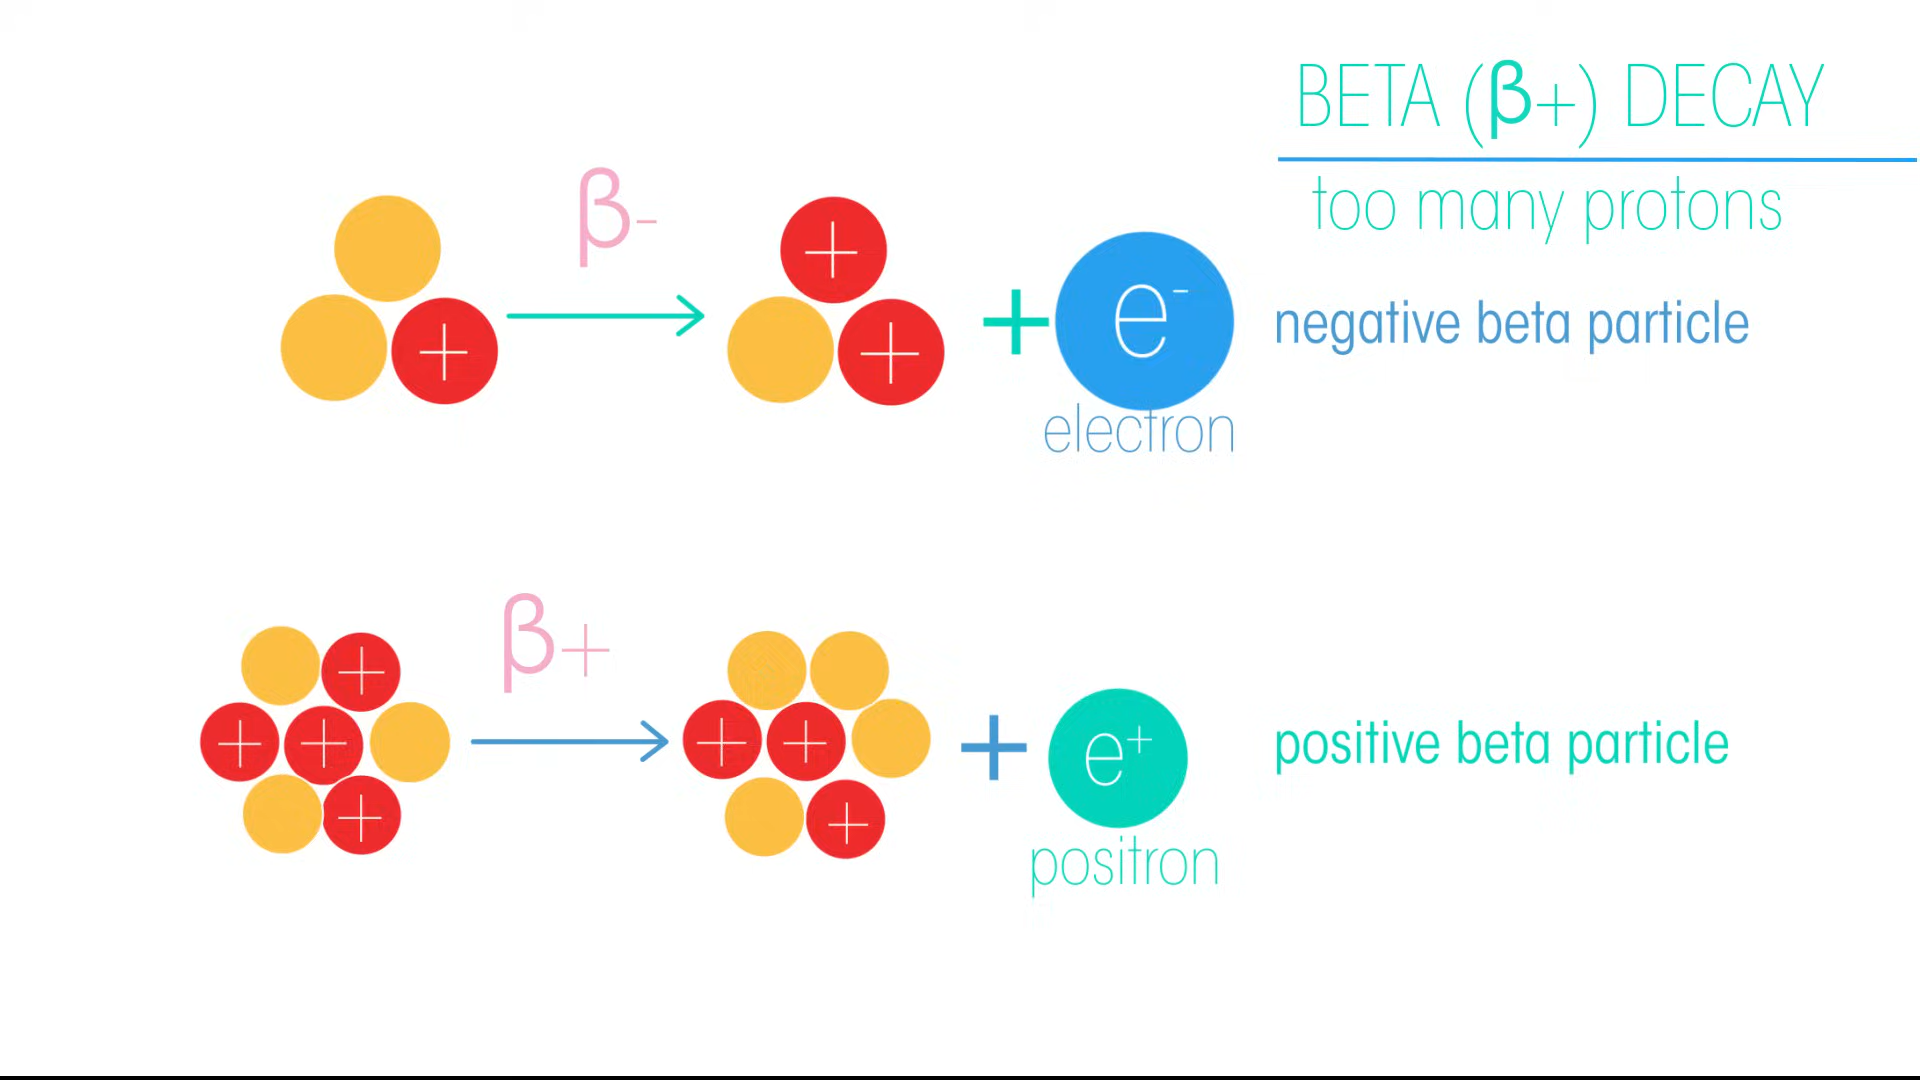 BETA (β+) DECAY
too many protons
β-
+ + + + e-
negative beta particle
electron
β+
+ + + + + + + + e+
positive beta particle
positron